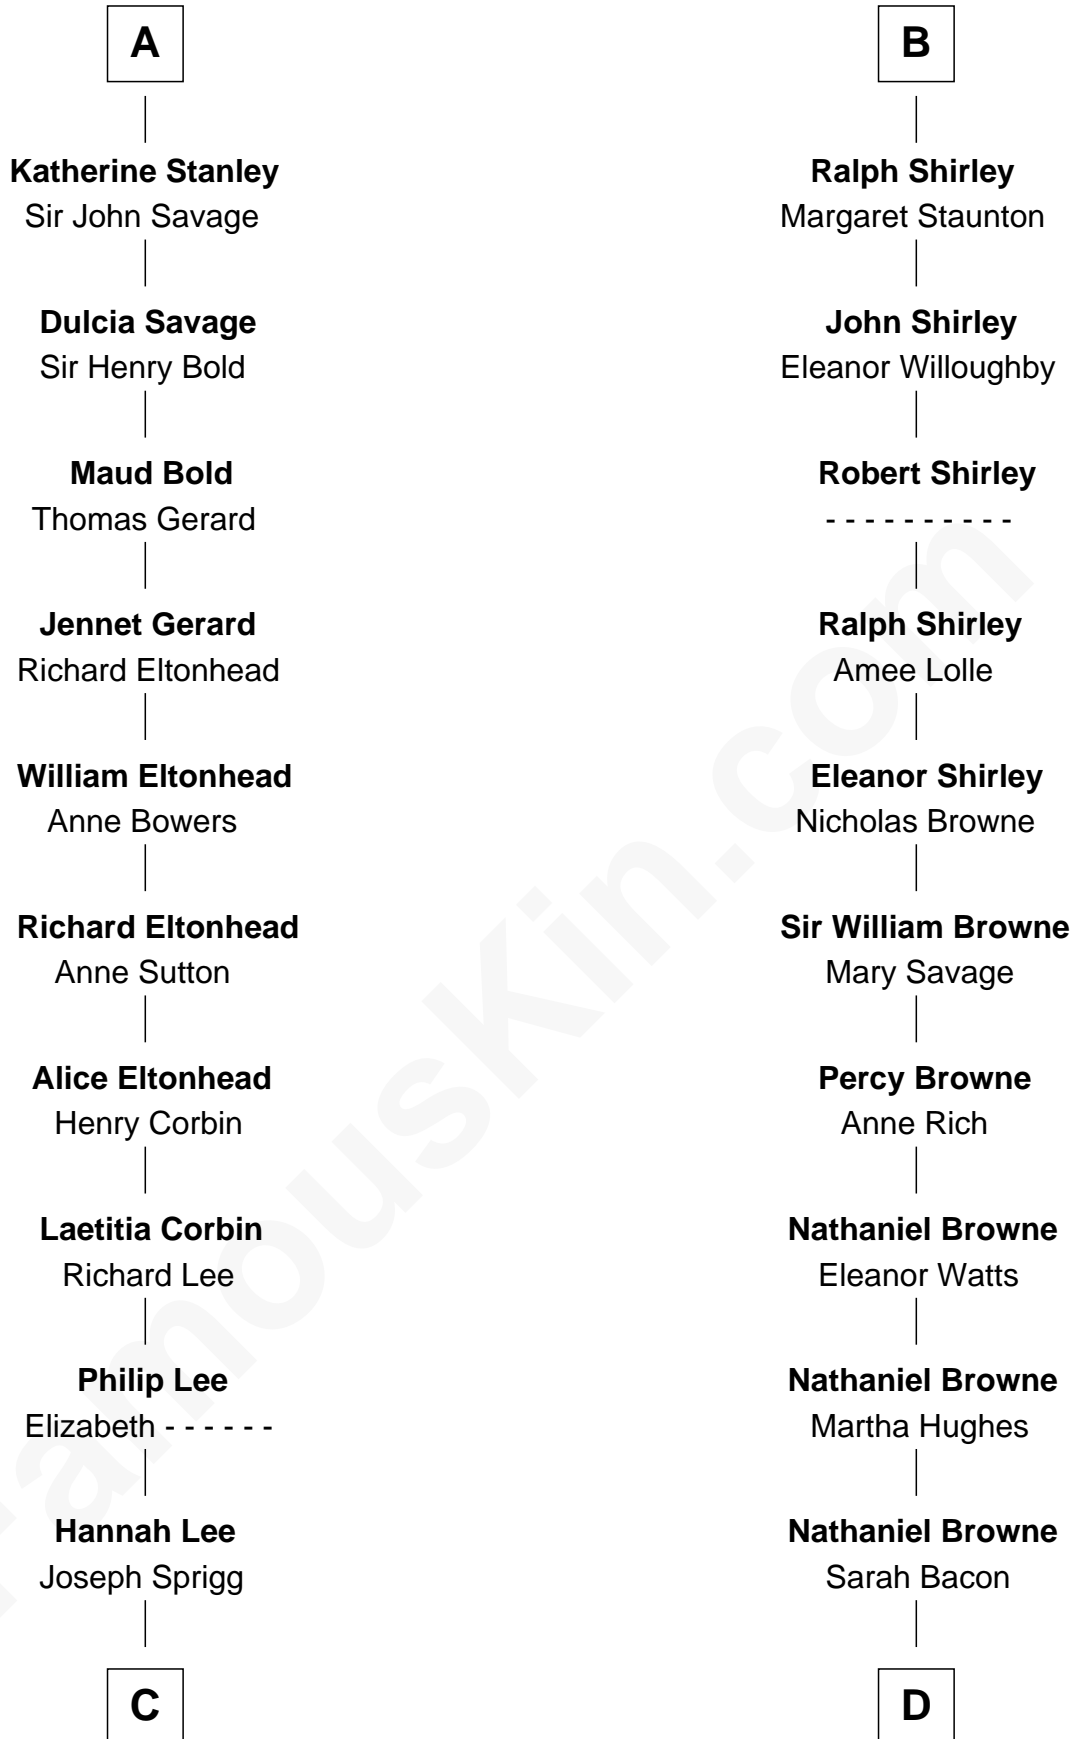 A
Katherine Stanley
Sir John Savage
Dulcia Savage
Sir Henry Bold
Maud Bold
Thomas Gerard
Jennet Gerard
Richard Eltonhead
William Eltonhead
Anne Bowers
Richard Eltonhead
Anne Sutton
Alice Eltonhead
Henry Corbin
Laetitia Corbin
Richard Lee
Philip Lee
Elizabeth - - - - - -
Hannah Lee
Joseph Sprigg
C
B
Ralph Shirley
Margaret Staunton
John Shirley
Eleanor Willoughby
Robert Shirley
- - - - - - - - - -
Ralph Shirley
Amee Lolle
Eleanor Shirley
Nicholas Browne
Sir William Browne
Mary Savage
Percy Browne
Anne Rich
Nathaniel Browne
Eleanor Watts
Nathaniel Browne
Martha Hughes
Nathaniel Browne
Sarah Bacon
D
FamousKin.com